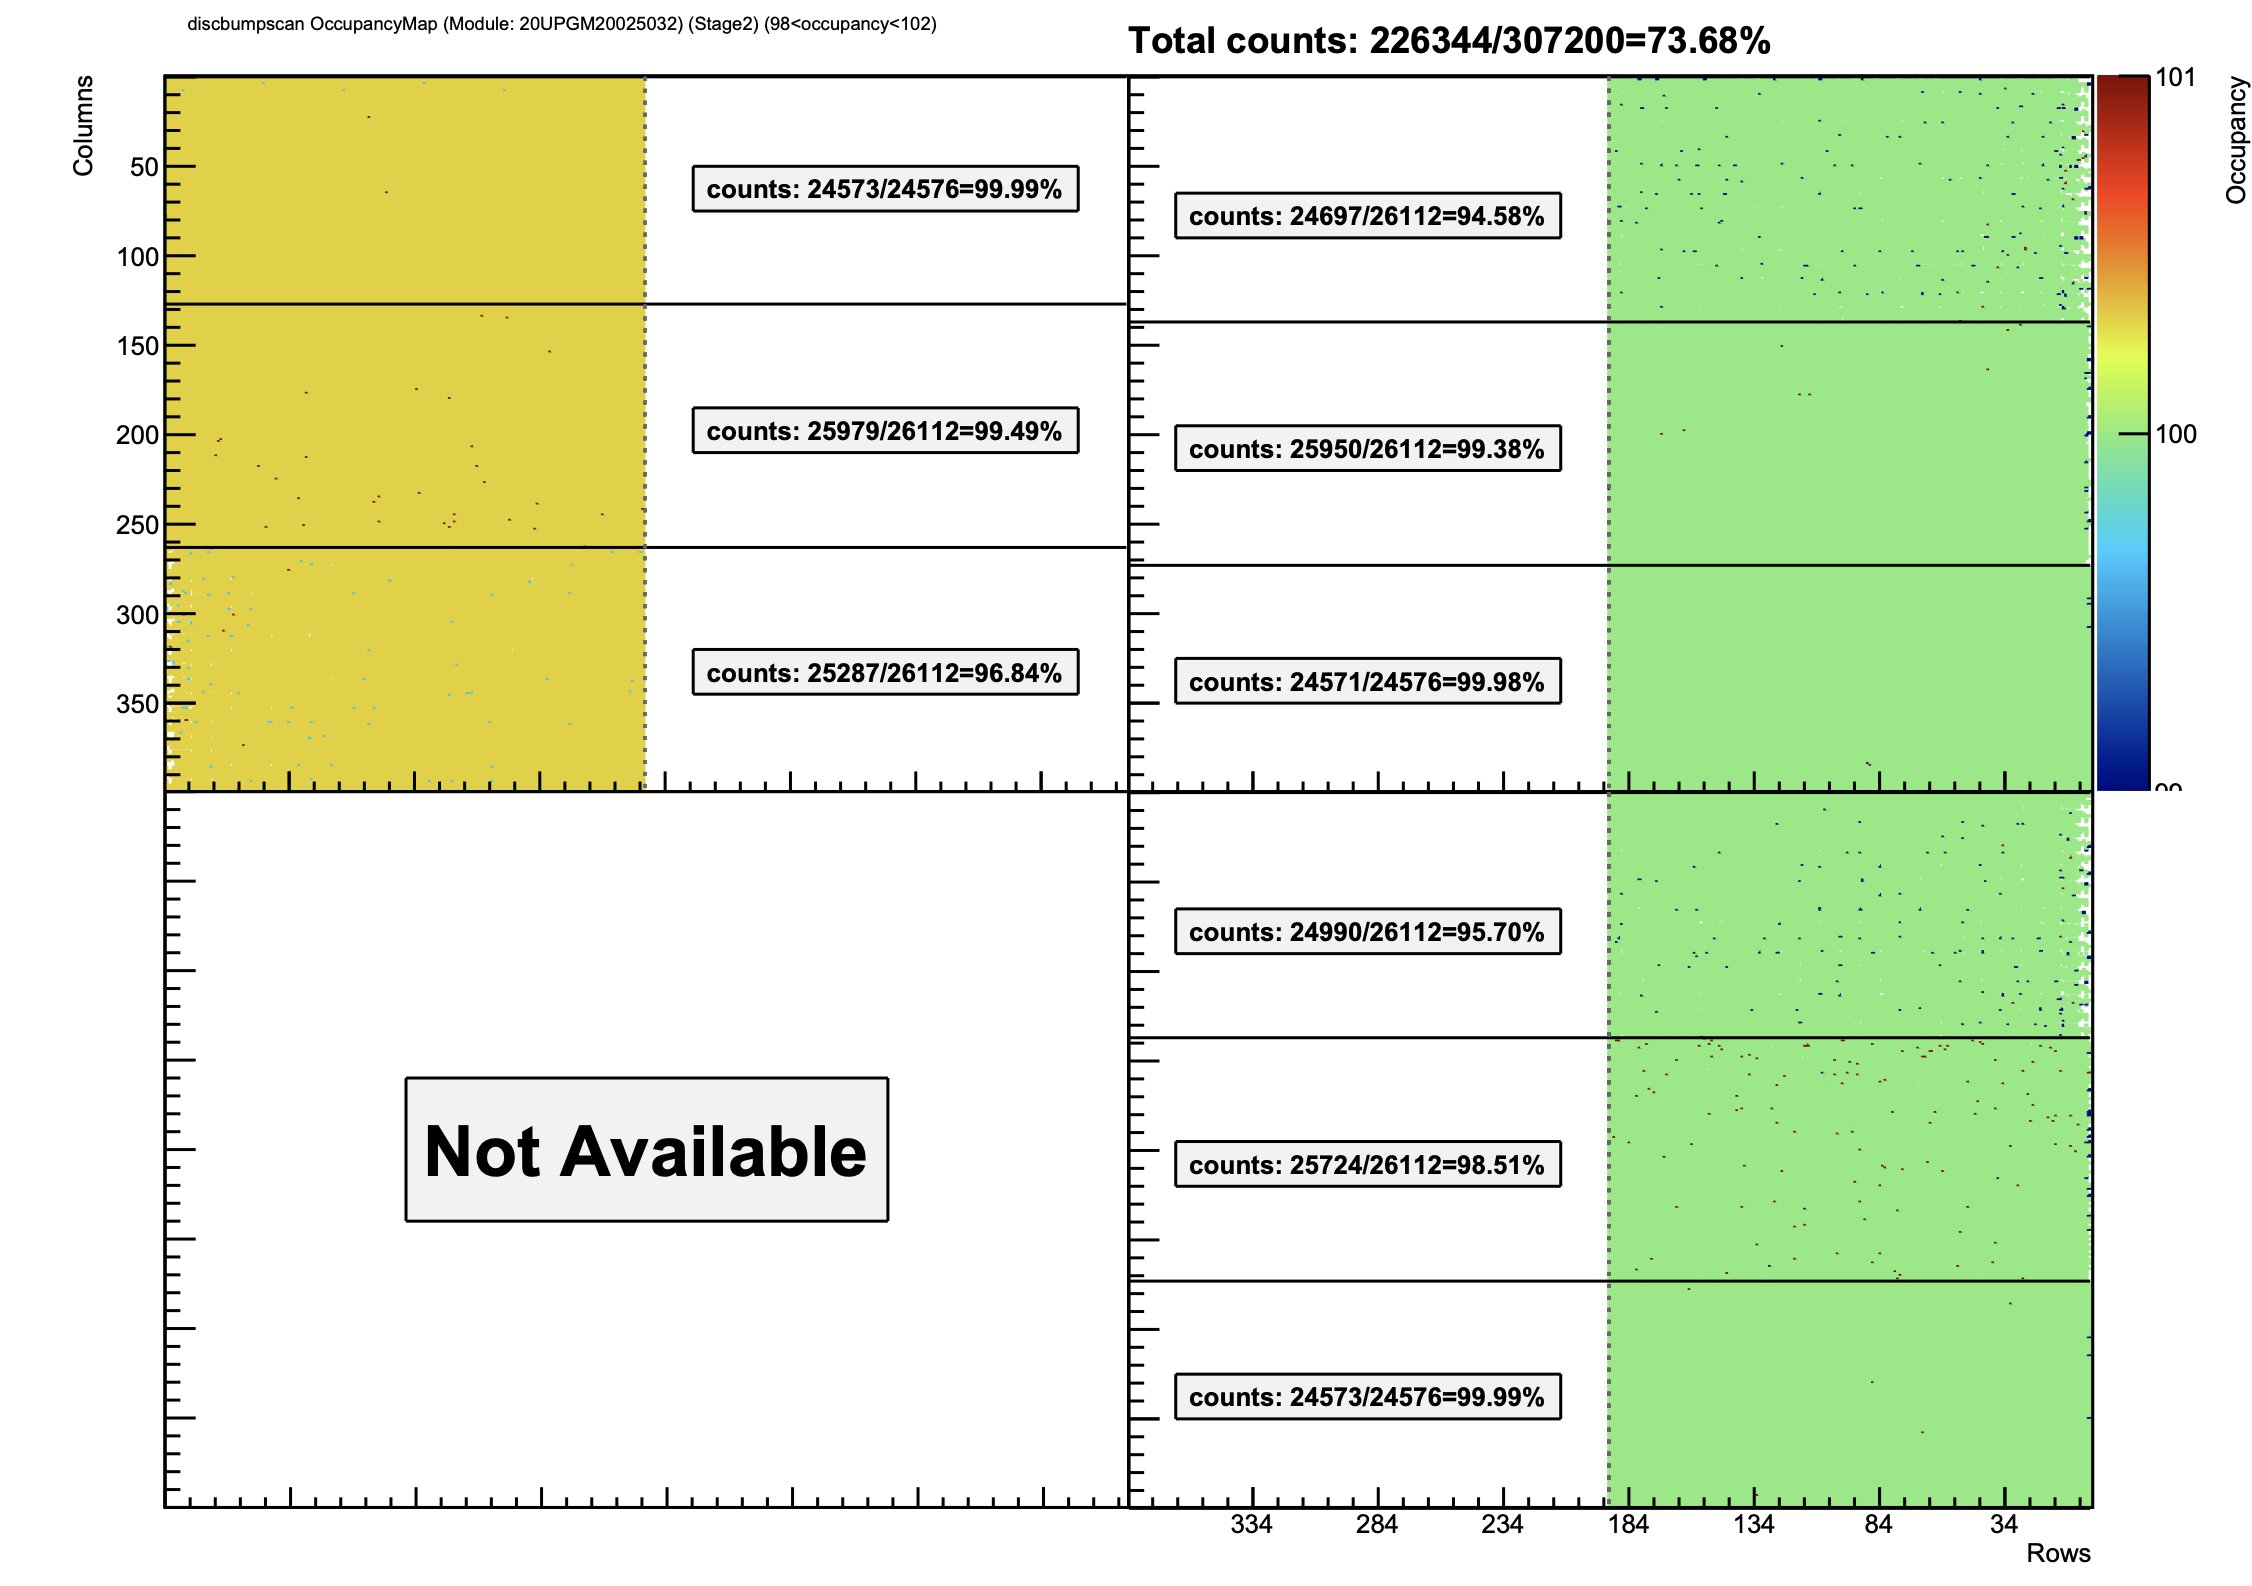 discbumpscan OccupancyMap (Module: 20UPGM20025032) (Stage2) (98<occupancy<102)
Total counts: 226344/307200=73.68%
Columns
50
100
150
200
250
300
350
counts: 24573/24576=99.99%
counts: 25979/26112=99.49%
counts: 25287/26112=96.84%
counts: 24697/26112=94.58%
counts: 25950/26112=99.38%
counts: 24571/24576=99.98%
101
100
99
Occupancy
Not Available
counts: 24990/26112=95.70%
counts: 25724/26112=98.51%
counts: 24573/24576=99.99%
334 284 234 184 134 84 34
Rows